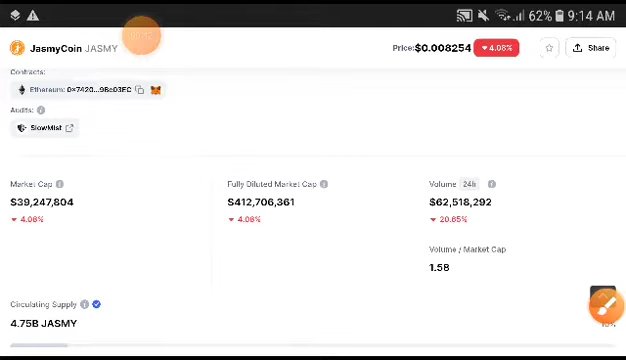 62% 9:14 AM
JasmyCoin JASMY
Price:$0.008254 ▼ 4.08% Share
Contracts:
Ethereum: 0x7420...9Bc03EC
Audits:
SlowMist
Market Cap Fully Diluted Market Cap Volume 24h
$39,247,804 $412,706,361 $62,518,292
▼ 4.08% ▼ 4.08% ▼ 20.65%
Volume / Market Cap
1.58
Circulating Supply
4.75B JASMY